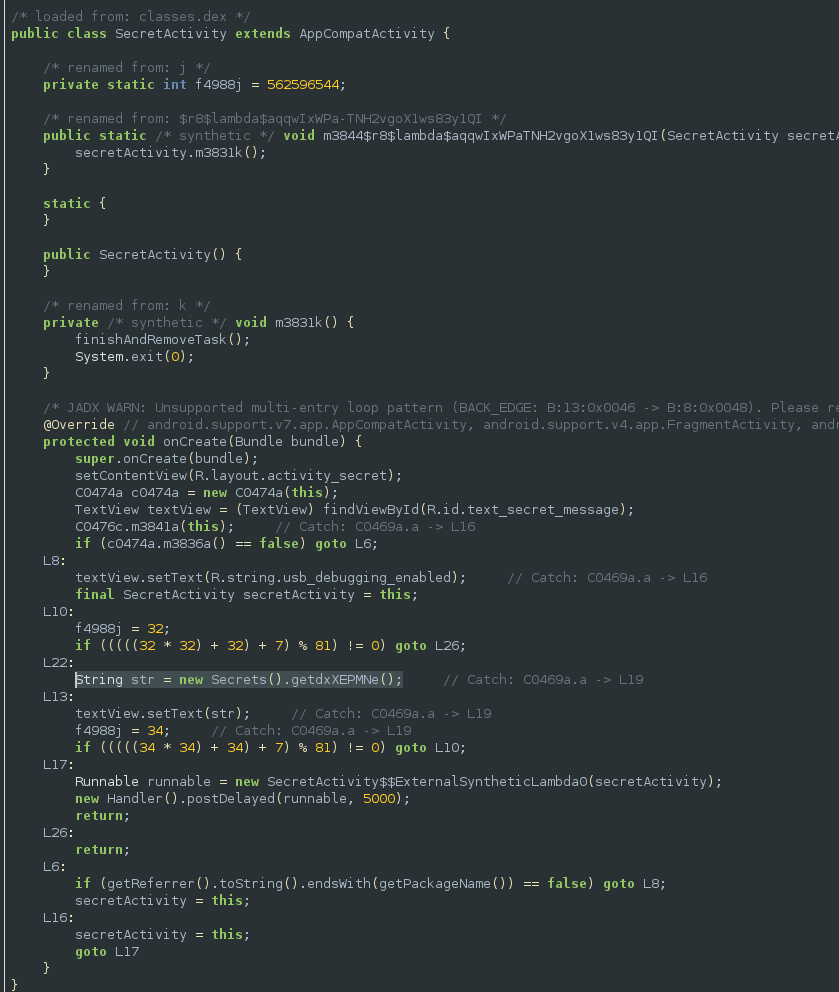 /* loaded from: classes.dex */
public class SecretActivity extends AppCompatActivity {
/* renamed from: j */
private static int f4988j = 562596544;
/* renamed from: $r8$lambda$aqqwIxWPa-TNH2vgoX1ws83y1QI */
public static /* synthetic */ void m3844$r8$lambda$aqqwIxWPaTNH2vgoX1ws83y1QI(SecretActivity secretA
secretActivity.m3831k();
}
static {
}
public SecretActivity() {
}
/* renamed from: k */
private /* synthetic */ void m3831k() {
finishAndRemoveTask();
System.exit(0);
}
/* JADX WARN: Unsupported multi-entry loop pattern (BACK_EDGE: B:13:0x0046 -> B:8:0x0048). Please re
@Override // android.support.v7.app.AppCompatActivity, android.support.v4.app.FragmentActivity, and
protected void onCreate(Bundle bundle) {
super.onCreate(bundle);
setContentView(R.layout.activity_secret);
C0474a c0474a = new C0474a(this);
TextView textView = (TextView) findViewById(R.id.text_secret_message);
C0476c.m3841a(this);     // Catch: C0469a.a -> L16
if (c0474a.m3836a() == false) goto L6;
L8:
textView.setText(R.string.usb_debugging_enabled);     // Catch: C0469a.a -> L16
final SecretActivity secretActivity = this;
L10:
f4988j = 32;
if (((((32 * 32) + 32) + 7) % 81) != 0) goto L26;
L22:
String str = new Secrets().getdxXEPMNe();     // Catch: C0469a.a -> L19
L13:
textView.setText(str);     // Catch: C0469a.a -> L19
f4988j = 34;     // Catch: C0469a.a -> L19
if (((((34 * 34) + 34) + 7) % 81) != 0) goto L10;
L17:
Runnable runnable = new SecretActivity$$ExternalSyntheticLambda0(secretActivity);
new Handler().postDelayed(runnable, 5000);
return;
L26:
return;
L6:
if (getReferrer().toString().endsWith(getPackageName()) == false) goto L8;
secretActivity = this;
L16:
secretActivity = this;
goto L17
}
}